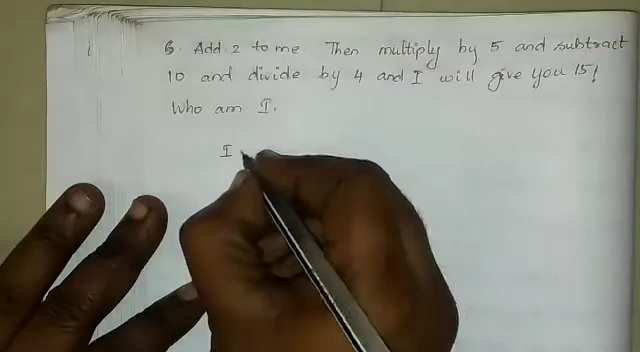 i
Q. Add 2 to me. Then multiply by 5 and subtract
10 and divide by 4 and I will give you 15!
Who am I.
I